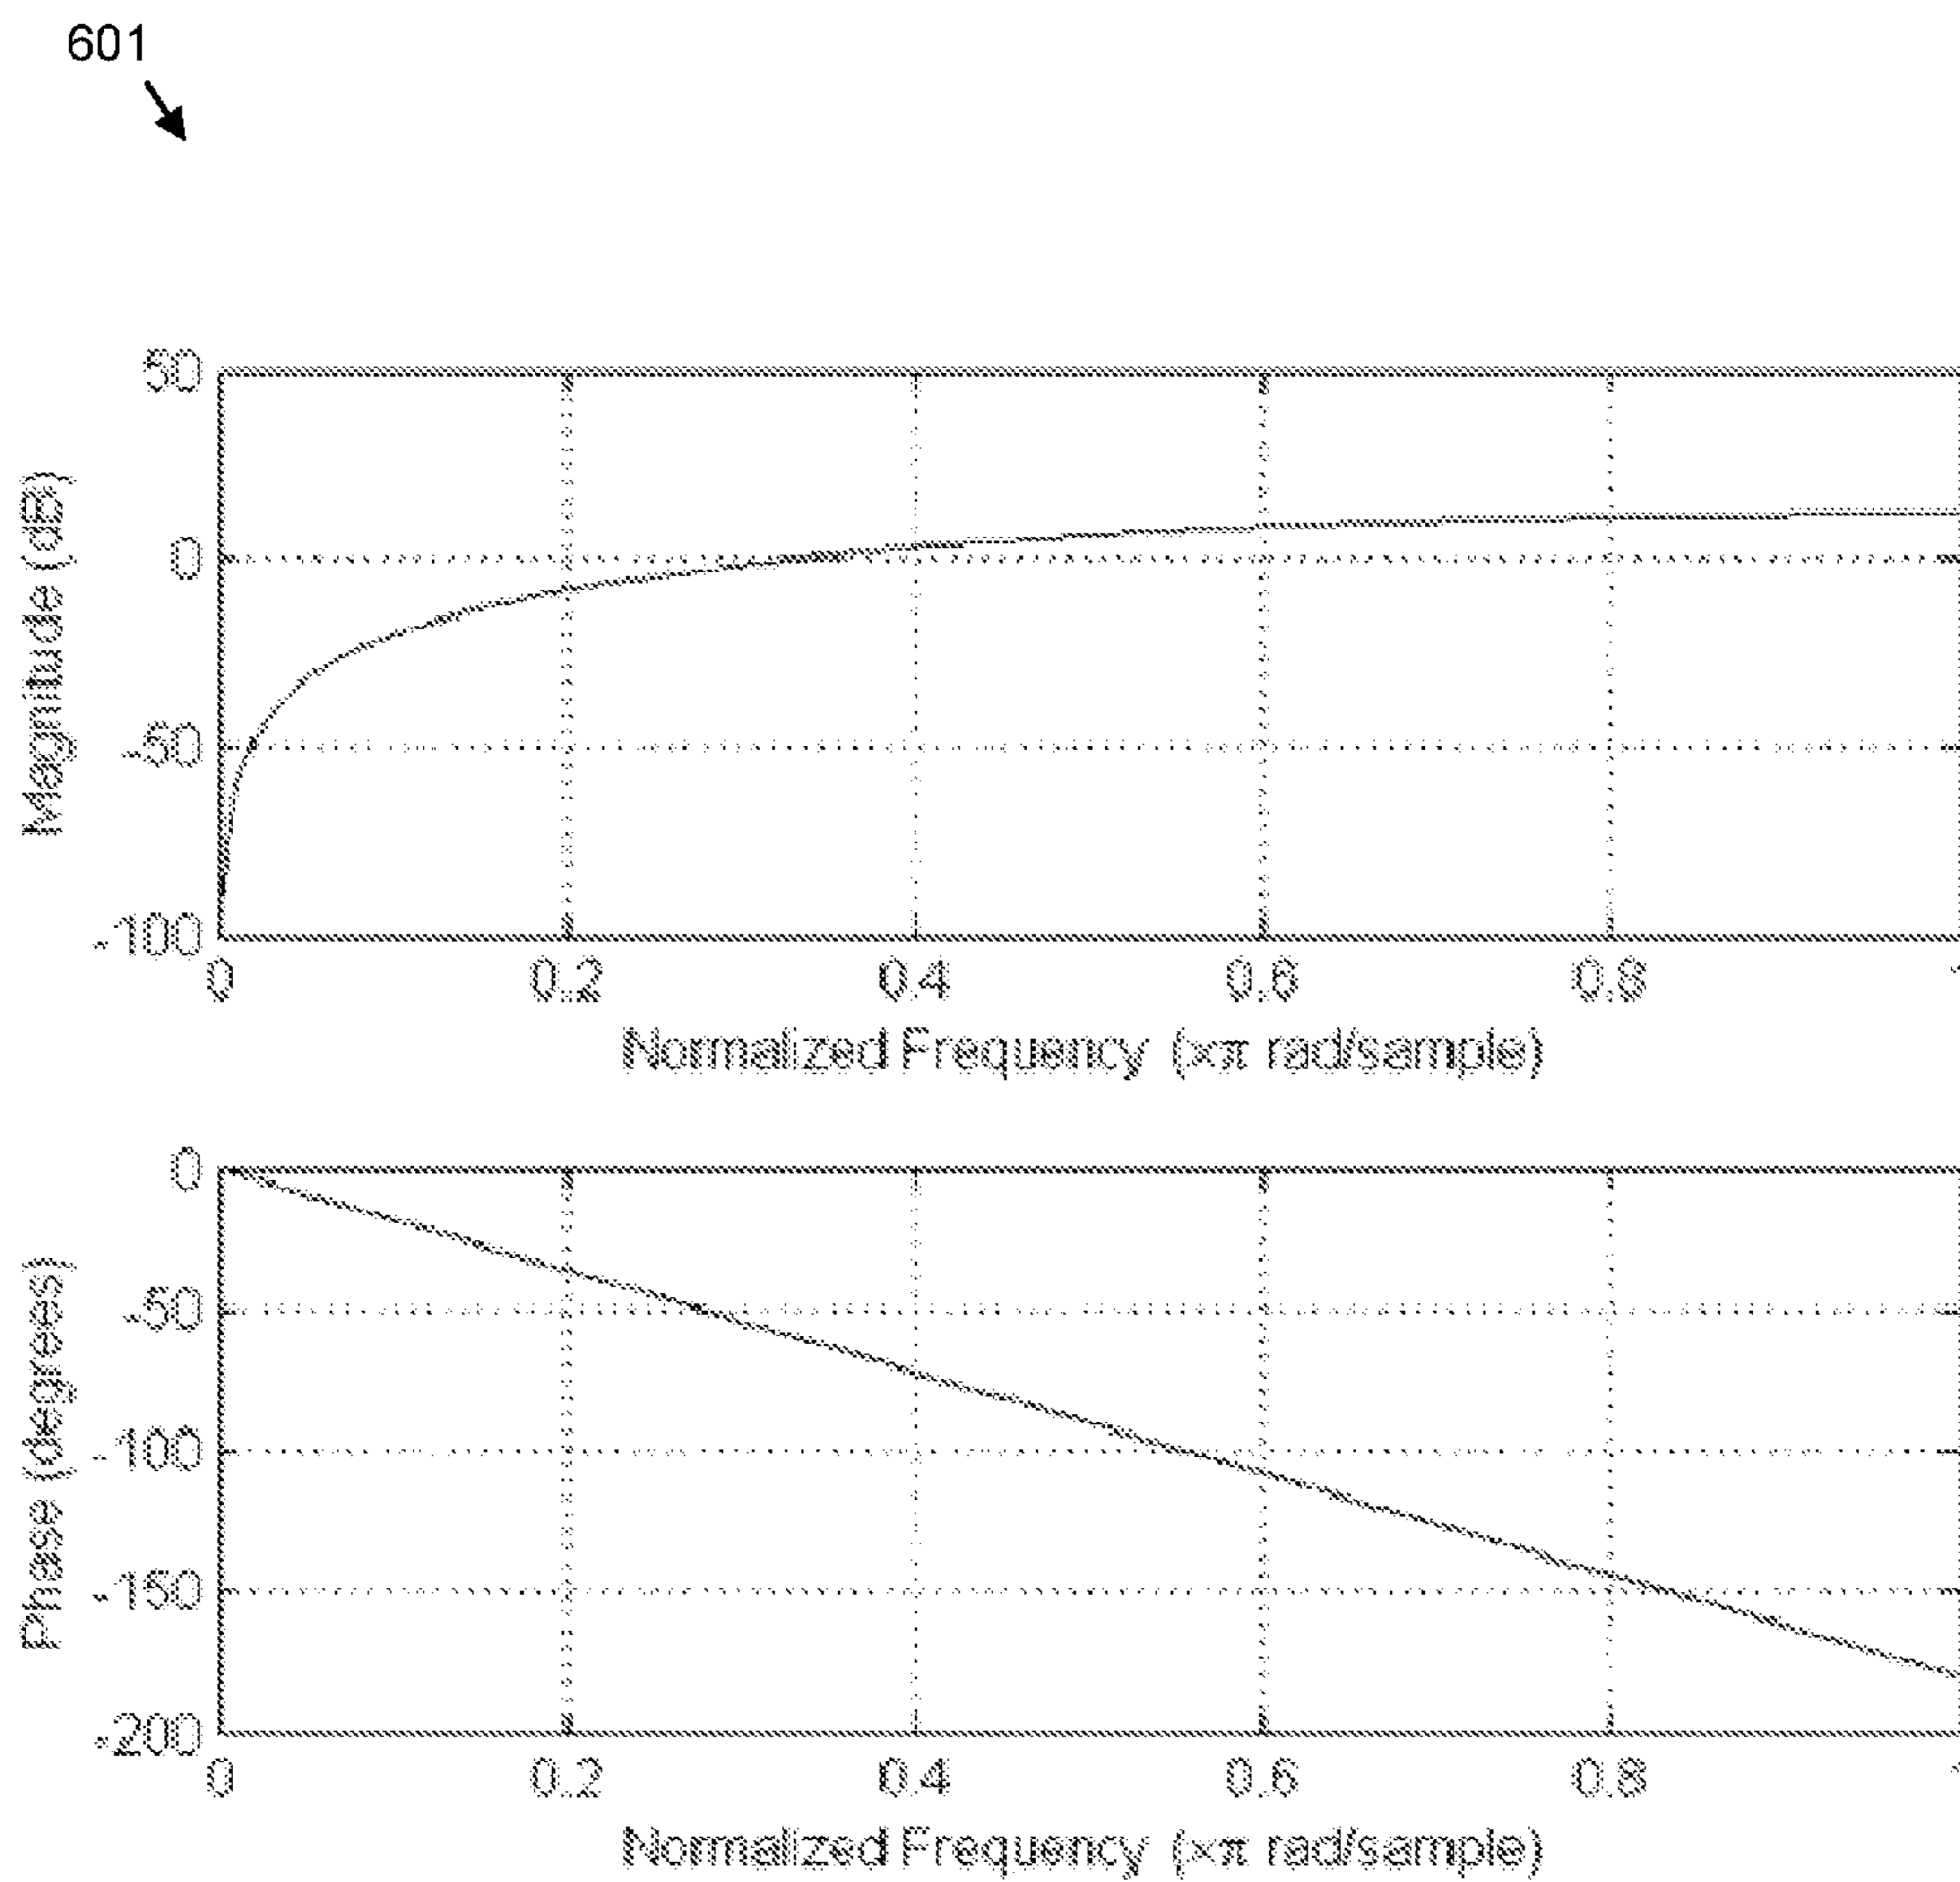 601
50
0
-50
-100
Magnitude (dB)
0 0.2 0.4 0.6 0.8
Normalized Frequency (×π rad/sample)
0
-50
-100
-150
-200
Phase (degrees)
0 0.2 0.4 0.6 0.8
Normalized Frequency (×π rad/sample)